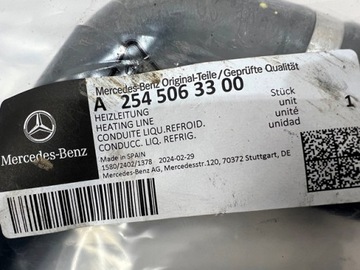 Mercedes-Benz Original-Teile/Geprüfte Qualität
A 254 506 33 00
HEIZLEITUNG
HEATING LINE
CONDUITE LIQU.REFROID.
CONDUCC. LIQ. REFRIG.
Stück
unit
unité
unidad
1
Made in SPAIN
1580/2402/1378 2024-02-29
Mercedes-Benz AG, Mercedesstr.120, 70372 Stuttgart, DE
Mercedes-Benz